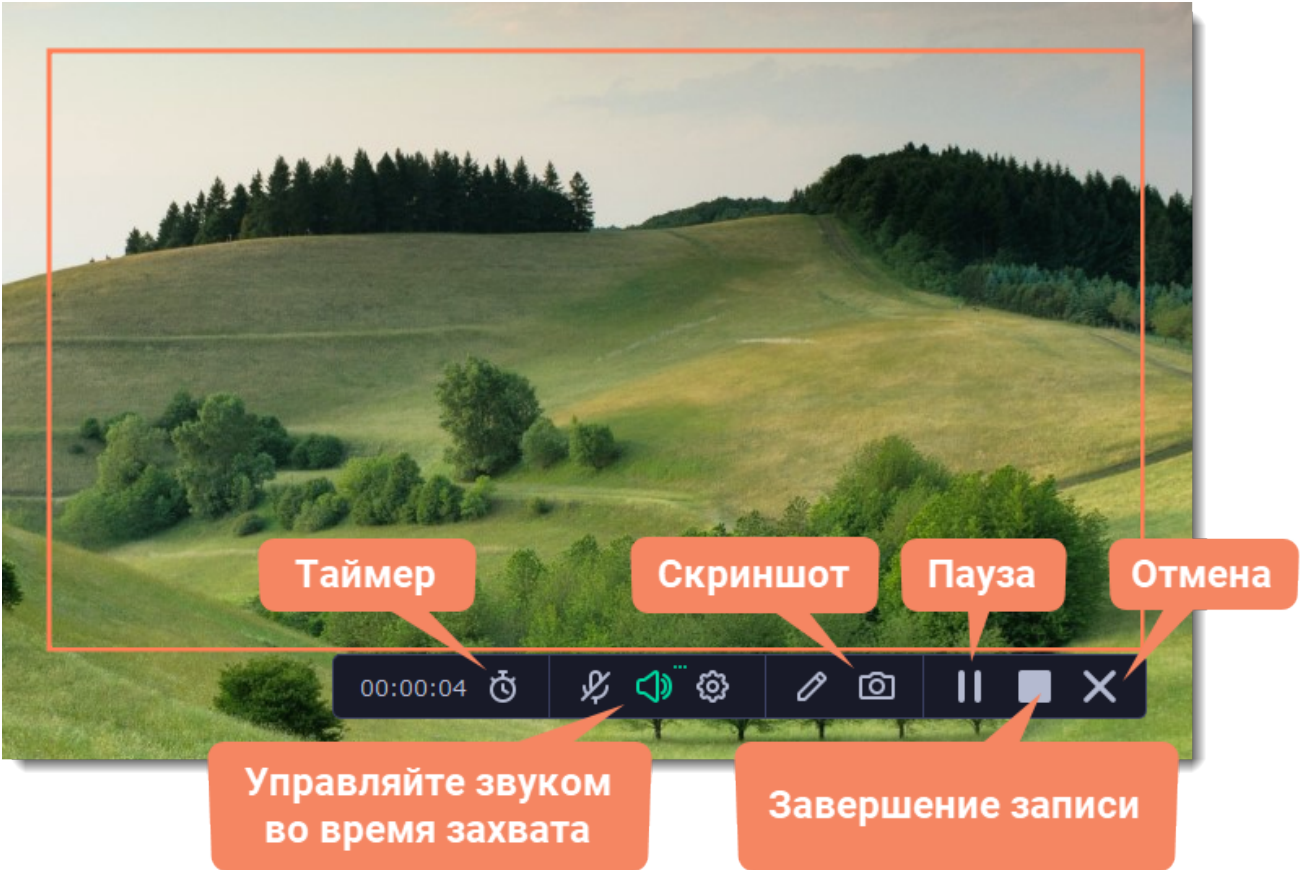 Таймер
Скриншот
Пауза
Отмена
00:00:04
Управляйте звуком
во время захвата
Завершение записи